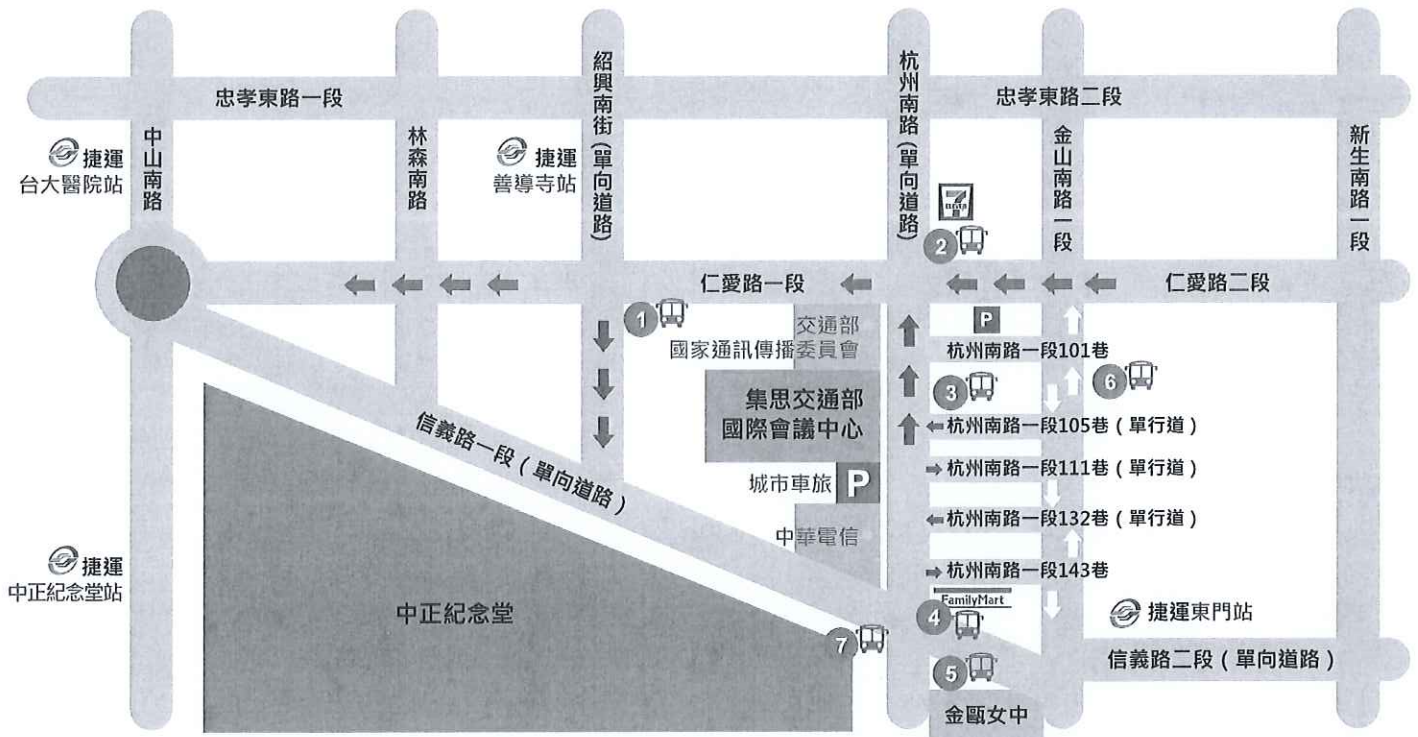 忠孝東路一段
忠孝東路二段
中山南路
林森南路
紹興南街(單向道路)
杭州南路(單向道路)
金山南路一段
新生南路一段
捷運
台大醫院站
捷運
善導寺站
7
ELEVEN
2
仁愛路一段
仁愛路二段
1
交通部
國家通訊傳播委員會
P
杭州南路一段101巷
3
6
集思交通部
國際會議中心
杭州南路一段105巷(單行道)
杭州南路一段111巷(單行道)
城市車旅 P
杭州南路一段132巷(單行道)
中華電信
杭州南路一段143巷
信義路一段(單向道路)
捷運
中正紀念堂站
中正紀念堂
FamilyMart
4
捷運東門站
7
5
信義路二段(單向道路)
金甌女中